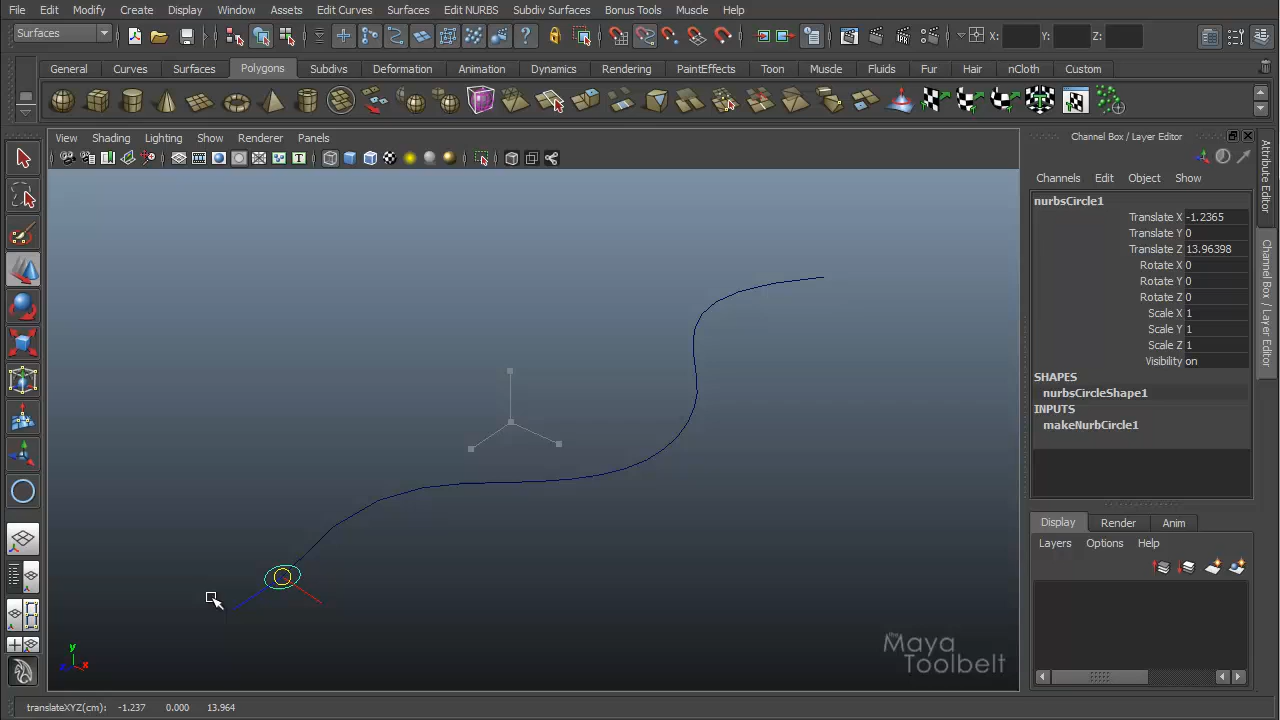 File Edit Modify Create Display Window Assets Edit Curves Surfaces Edit NURBS Subdiv Surfaces Bonus Tools Muscle Help
Surfaces X: Y: Z:
General Curves Surfaces Polygons Subdivs Deformation Animation Dynamics Rendering PaintEffects Toon Muscle Fluids Fur Hair nCloth Custom
View Shading Lighting Show Renderer Panels
Channel Box / Layer Editor
Channels Edit Object Show
nurbsCircle1
Translate X -1.2365
Translate Y 0
Translate Z 13.96398
Rotate X 0
Rotate Y 0
Rotate Z 0
Scale X 1
Scale Y 1
Scale Z 1
Visibility on
SHAPES
nurbsCircleShape1
INPUTS
makeNurbCircle1
Display Render Anim
Layers Options Help
Attribute Editor
Channel Box / Layer Editor
the Maya
Toolbelt
y
z x
translateXYZ(cm): -1.237 0.000 13.964